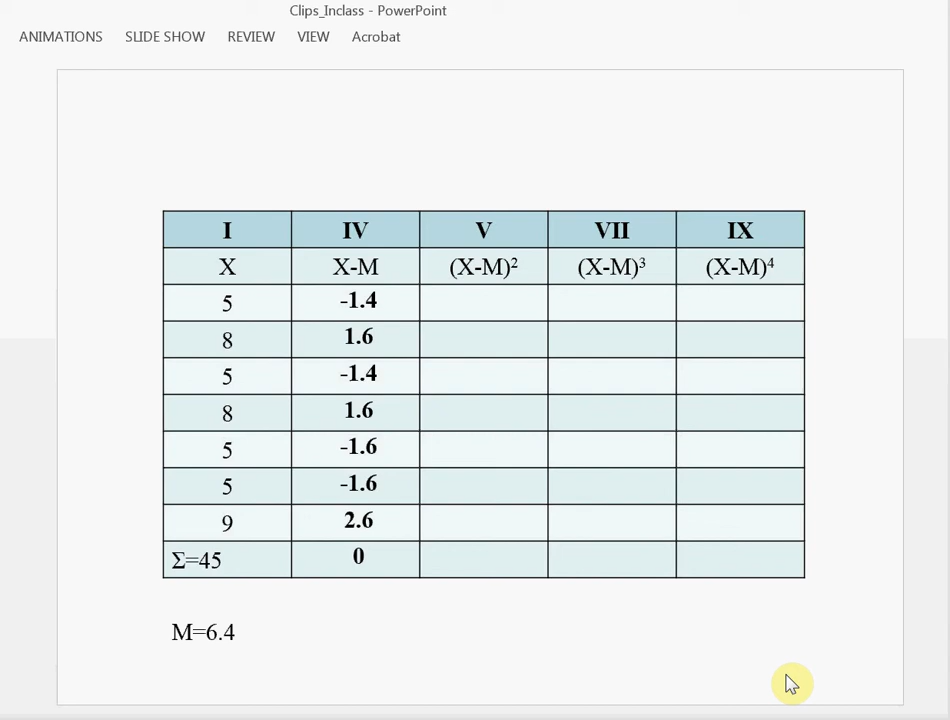 Clips_Inclass - PowerPoint
ANIMATIONS SLIDE SHOW REVIEW VIEW Acrobat
I IV V VII IX
X X-M (X-M)² (X-M)³ (X-M)⁴
5 -1.4
8 1.6
5 -1.4
8 1.6
5 -1.6
5 -1.6
9 2.6
Σ=45 0
M=6.4